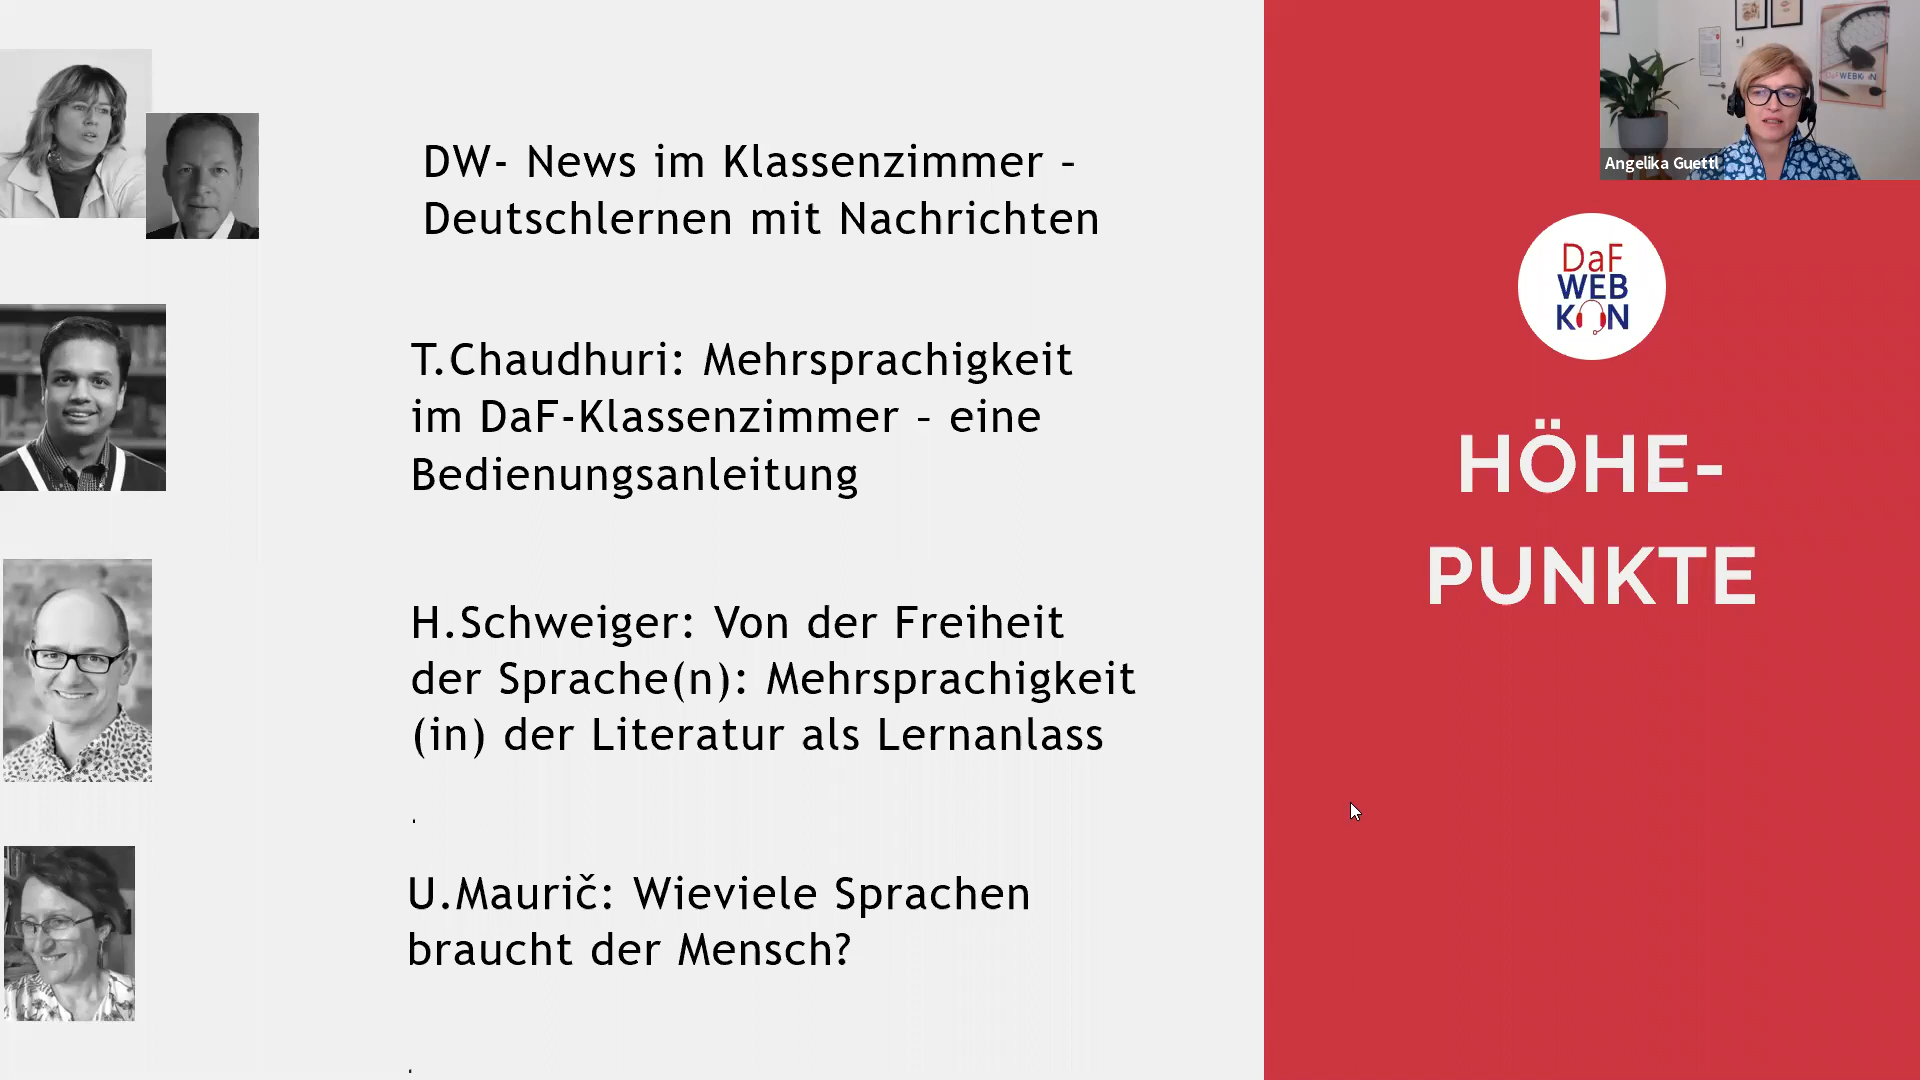 DW- News im Klassenzimmer –
Deutschlernen mit Nachrichten
T.Chaudhuri: Mehrsprachigkeit
im DaF-Klassenzimmer – eine
Bedienungsanleitung
H.Schweiger: Von der Freiheit
der Sprache(n): Mehrsprachigkeit
(in) der Literatur als Lernanlass
.
U.Maurič: Wieviele Sprachen
braucht der Mensch?
.
Angelika Guettl
DaF
WEB
KON
HÖHE-
PUNKTE